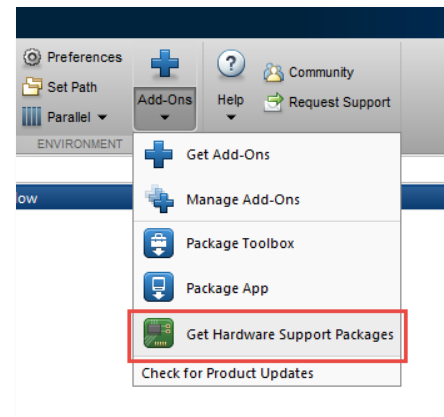 Preferences
Set Path
Parallel
ENVIRONMENT
Add-Ons
Help
Community
Request Support
ow
Get Add-Ons
Manage Add-Ons
Package Toolbox
Package App
Get Hardware Support Packages
Check for Product Updates